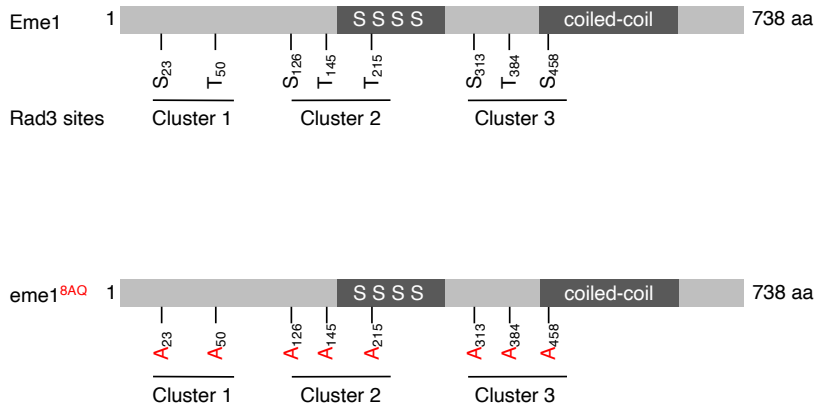 Eme1 1 S S S S coiled-coil 738 aa
S23 T50 S126 T145 T215 S313 T384 S458
Rad3 sites Cluster 1 Cluster 2 Cluster 3
eme1 8AQ 1 S S S S coiled-coil 738 aa
A23 A50 A126 A145 A215 A313 A384 A458
Cluster 1 Cluster 2 Cluster 3